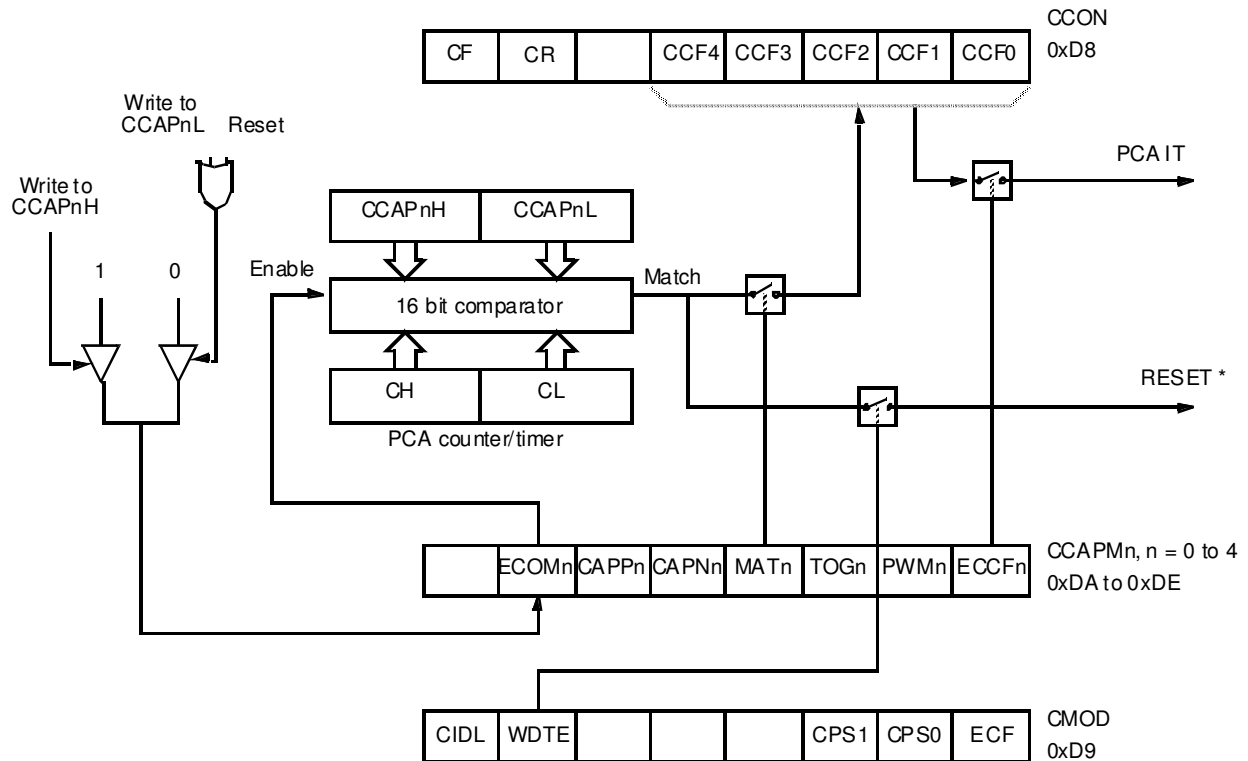 CCON
0xD8
CF CR CCF4 CCF3 CCF2 CCF1 CCF0
Write to
CCAPnL Reset
PCA IT
Write to
CCAPnH
CCAPnH CCAPnL
1 0
Enable
Match
16 bit comparator
CH CL
RESET *
PCA counter/timer
ECOMn CAPPn CAPNn MATn TOGn PWMn ECCFn
CCAPMn, n = 0 to 4
0xDA to 0xDE
CIDL WDTE CPS1 CPS0 ECF
CMOD
0xD9